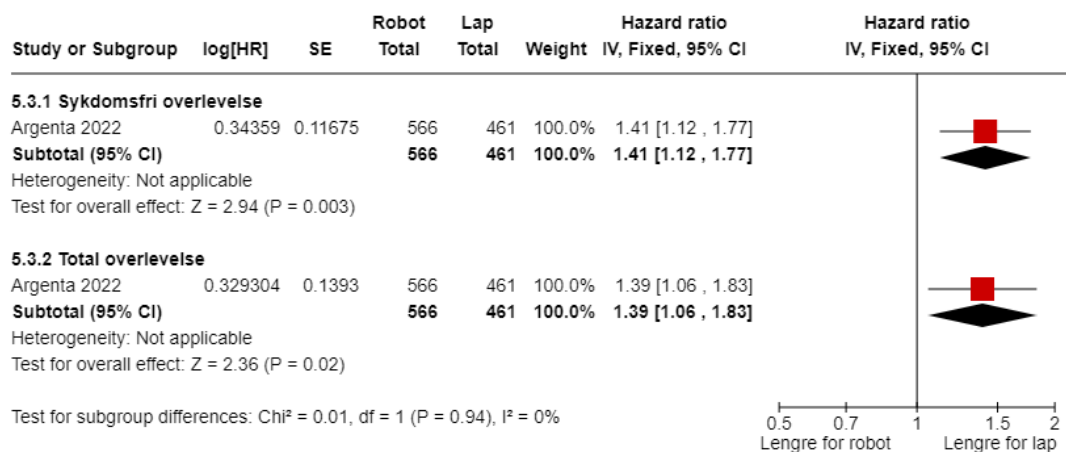 Robot Lap Hazard ratio Hazard ratio
Study or Subgroup log[HR] SE Total Total Weight IV, Fixed, 95% CI IV, Fixed, 95% CI
5.3.1 Sykdomsfri overlevelse
Argenta 2022 0.34359 0.11675 566 461 100.0% 1.41 [1.12 , 1.77]
Subtotal (95% CI) 566 461 100.0% 1.41 [1.12 , 1.77]
Heterogeneity: Not applicable
Test for overall effect: Z = 2.94 (P = 0.003)
5.3.2 Total overlevelse
Argenta 2022 0.329304 0.1393 566 461 100.0% 1.39 [1.06 , 1.83]
Subtotal (95% CI) 566 461 100.0% 1.39 [1.06 , 1.83]
Heterogeneity: Not applicable
Test for overall effect: Z = 2.36 (P = 0.02)
Test for subgroup differences: Chi² = 0.01, df = 1 (P = 0.94), I² = 0%
0.5 0.7 1 1.5 2
Lengre for robot Lengre for lap